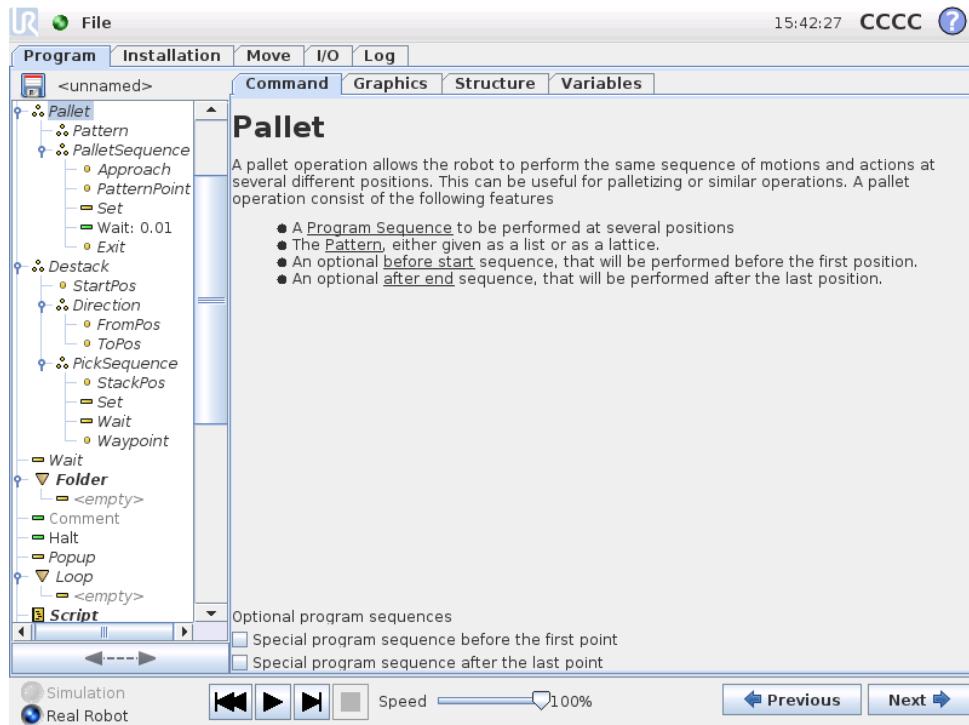 UR File 15:42:27 CCCC ?
Program Installation Move I/O Log
<unnamed>
Command Graphics Structure Variables
Pallet
Pattern
PalletSequence
Approach
PatternPoint
Set
Wait: 0.01
Exit
Destack
StartPos
Direction
FromPos
ToPos
PickSequence
StackPos
Set
Wait
Waypoint
Wait
Folder
<empty>
Comment
Halt
Popup
Loop
<empty>
Script
Pallet
A pallet operation allows the robot to perform the same sequence of motions and actions at
several different positions. This can be useful for palletizing or similar operations. A pallet
operation consist of the following features
A Program Sequence to be performed at several positions
The Pattern, either given as a list or as a lattice.
An optional before start sequence, that will be performed before the first position.
An optional after end sequence, that will be performed after the last position.
Optional program sequences
Special program sequence before the first point
Special program sequence after the last point
Simulation
Real Robot
Speed 100%
Previous Next